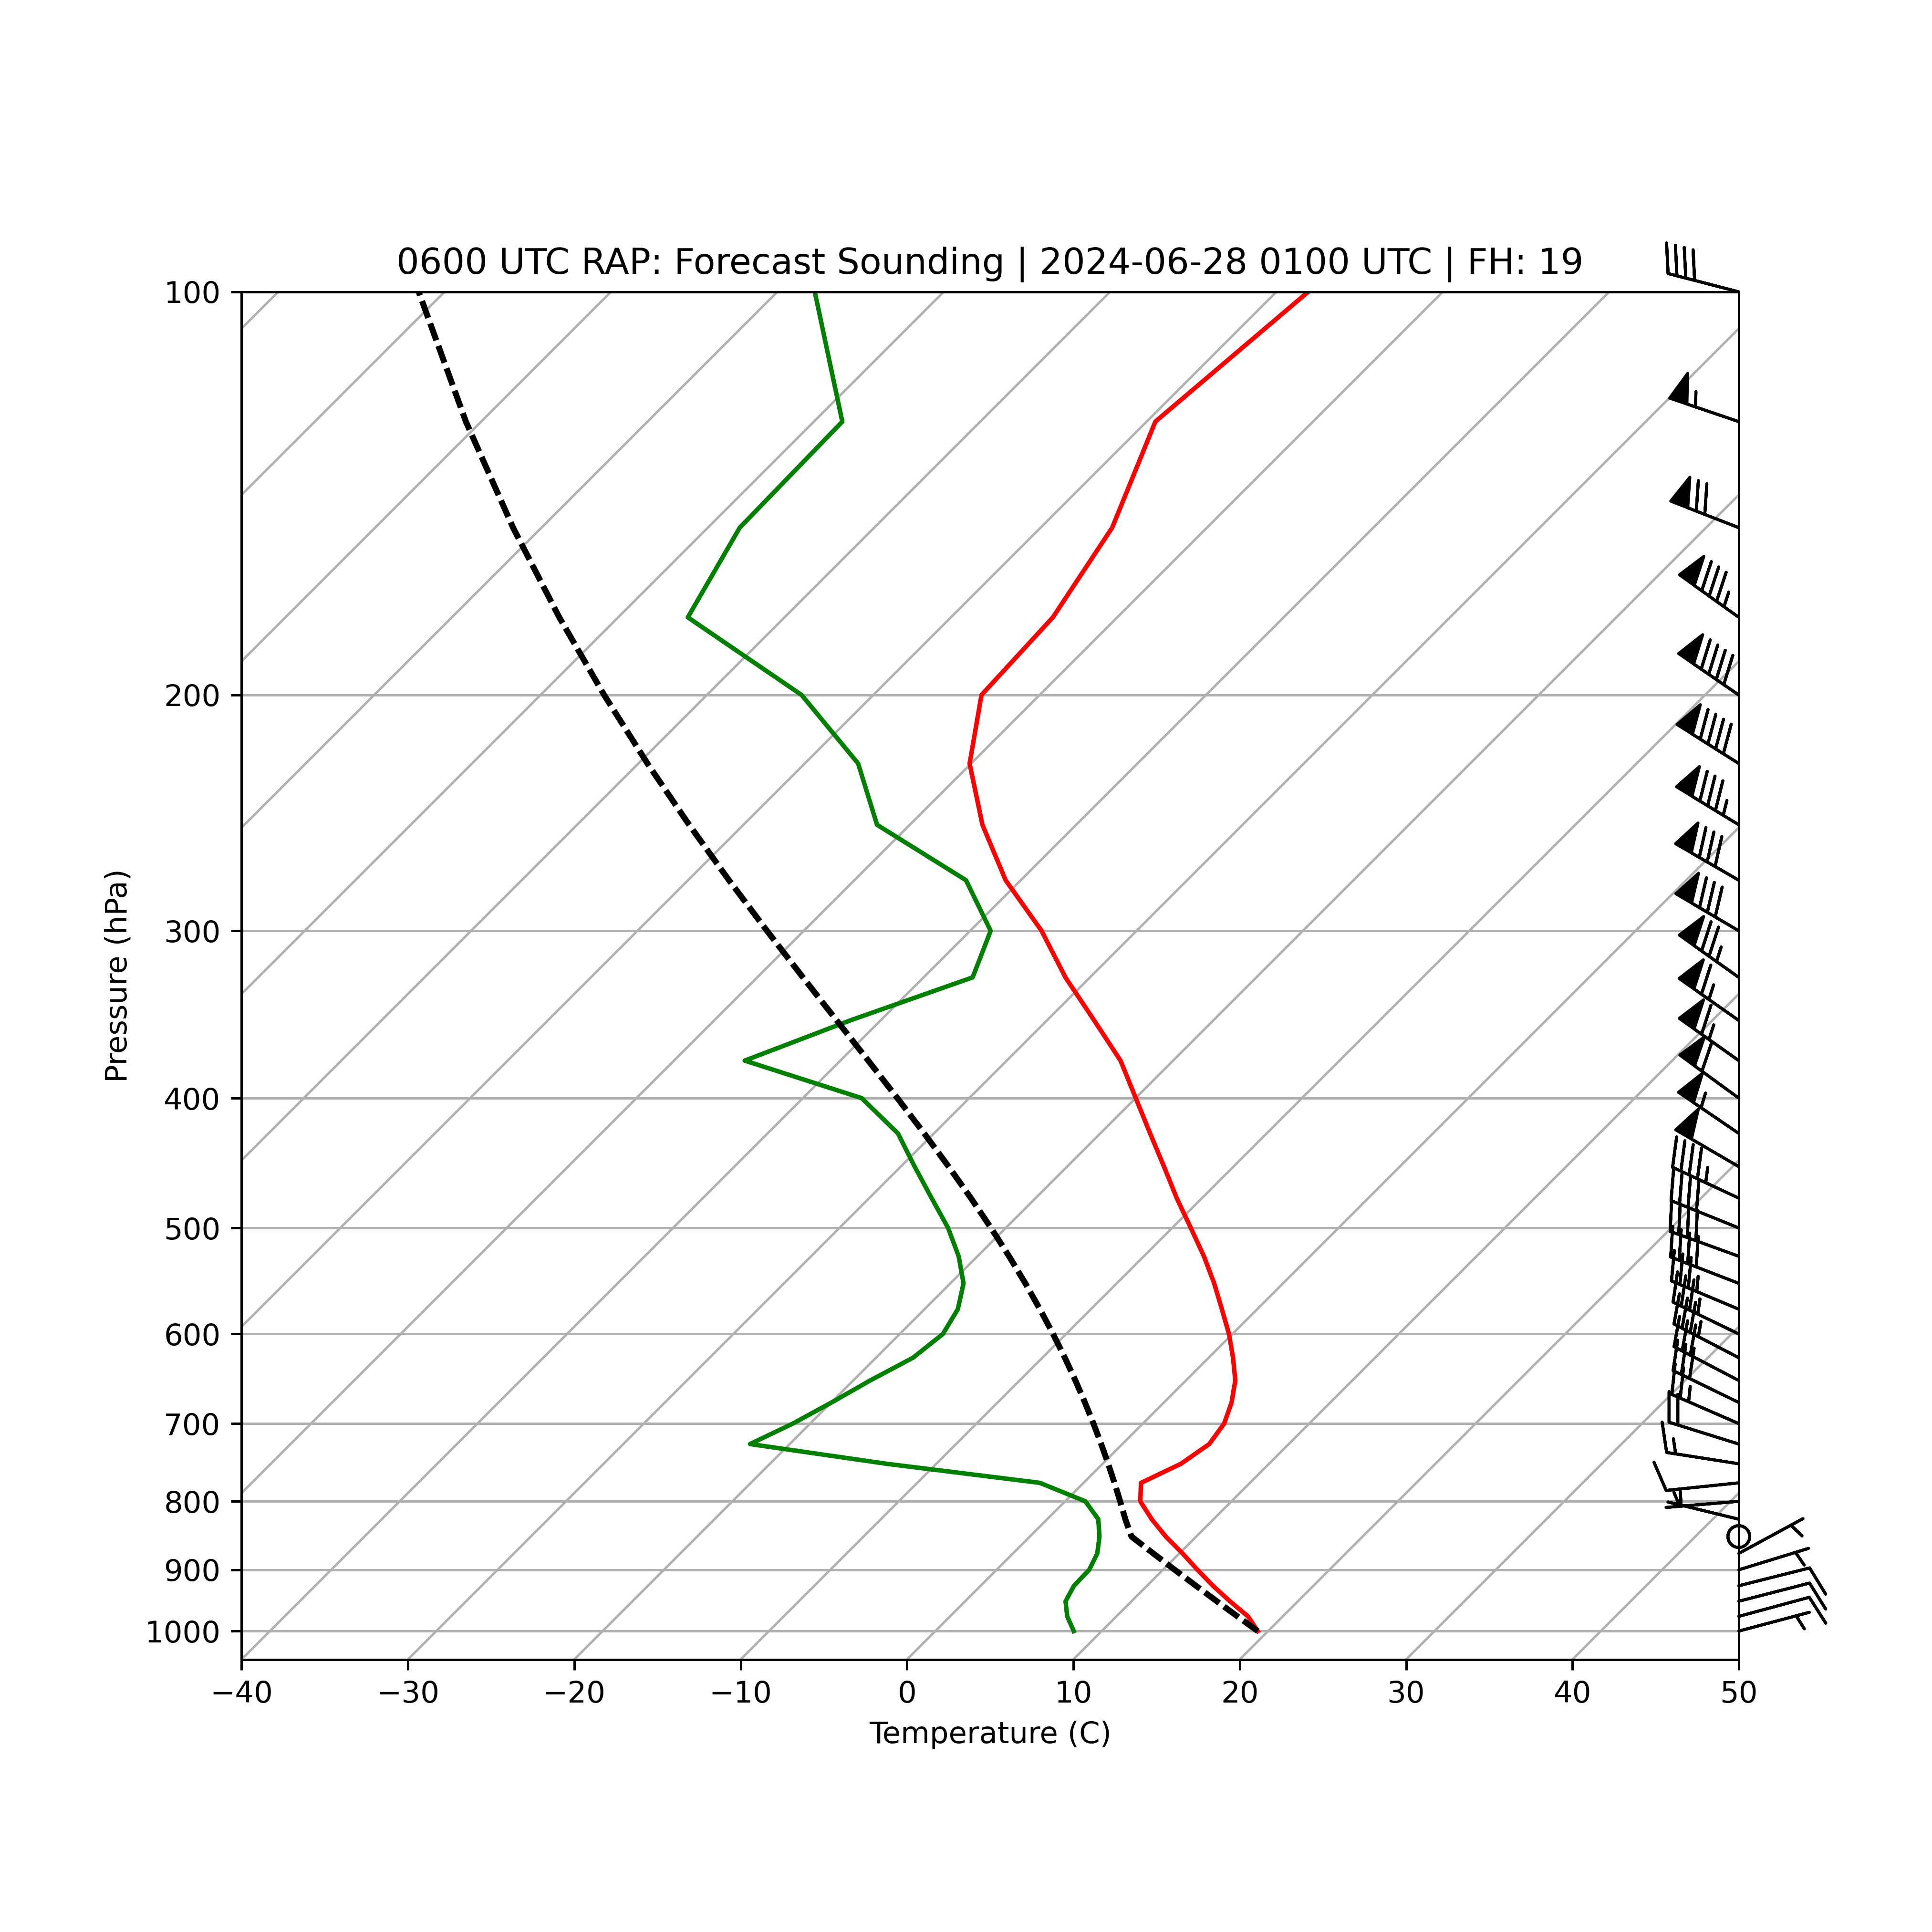 0600 UTC RAP: Forecast Sounding | 2024-06-28 0100 UTC | FH: 19
100
200
300
400
500
600
700
800
900
1000
Pressure (hPa)
−40 −30 −20 −10 0 10 20 30 40 50
Temperature (C)